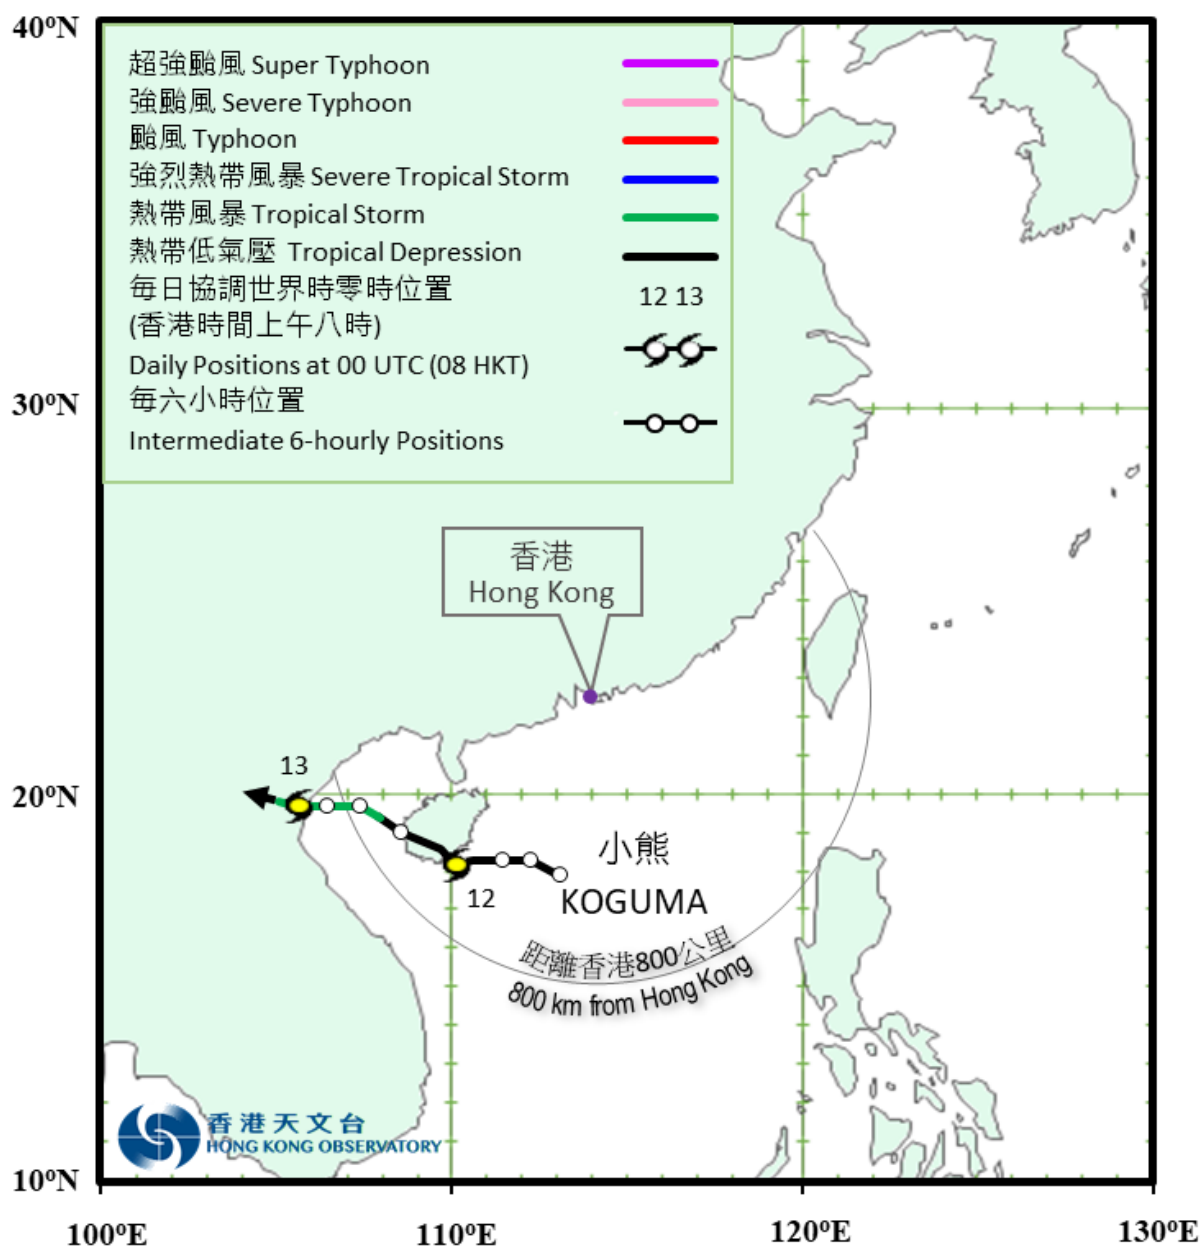 40ºN
超強颱風 Super Typhoon
強颱風 Severe Typhoon
颱風 Typhoon
強烈熱帶風暴 Severe Tropical Storm
熱帶風暴 Tropical Storm
熱帶低氣壓 Tropical Depression
每日協調世界時零時位置
12 13
(香港時間上午八時)
Daily Positions at 00 UTC (08 HKT)
每六小時位置
Intermediate 6-hourly Positions
30ºN
香港
Hong Kong
13
20ºN
小熊
KOGUMA
12
距離香港800公里
800 km from Hong Kong
香港天文台
HONG KONG OBSERVATORY
10ºN
100ºE
110ºE
120ºE
130ºE